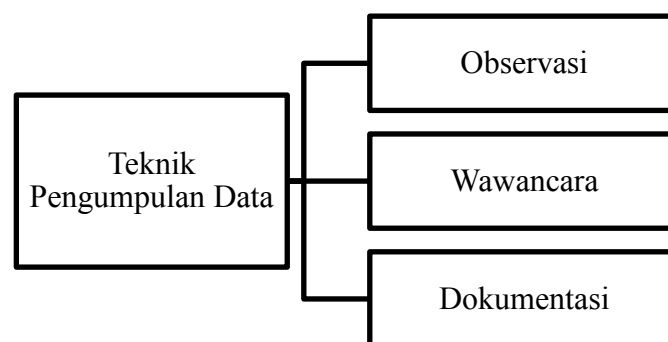 Teknik
Pengumpulan Data
Observasi
Wawancara
Dokumentasi